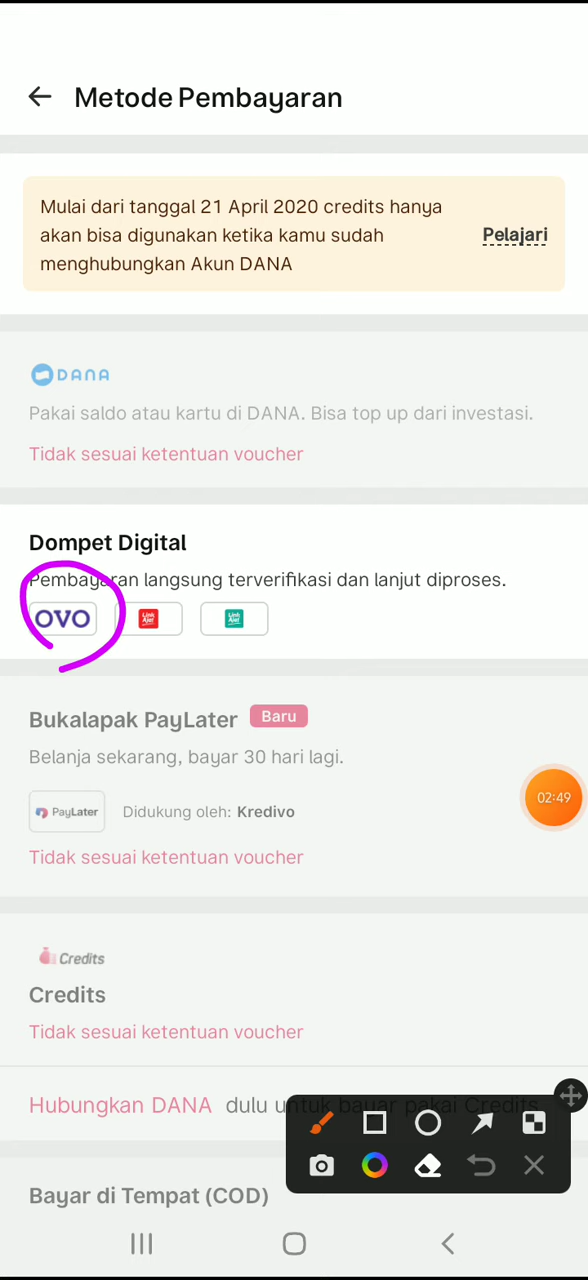 Metode Pembayaran
Mulai dari tanggal 21 April 2020 credits hanya
akan bisa digunakan ketika kamu sudah
menghubungkan Akun DANA
Pelajari
DANA
Pakai saldo atau kartu di DANA. Bisa top up dari investasi.
Tidak sesuai ketentuan voucher
Dompet Digital
Pembayaran langsung terverifikasi dan lanjut diproses.
OVO LinkAja! LinkAja!
Bukalapak PayLater Baru
Belanja sekarang, bayar 30 hari lagi.
PayLater Didukung oleh: Kredivo
Tidak sesuai ketentuan voucher
02:49
Credits
Credits
Tidak sesuai ketentuan voucher
Hubungkan DANA dulu untuk bayar pakai Credits
Bayar di Tempat (COD)